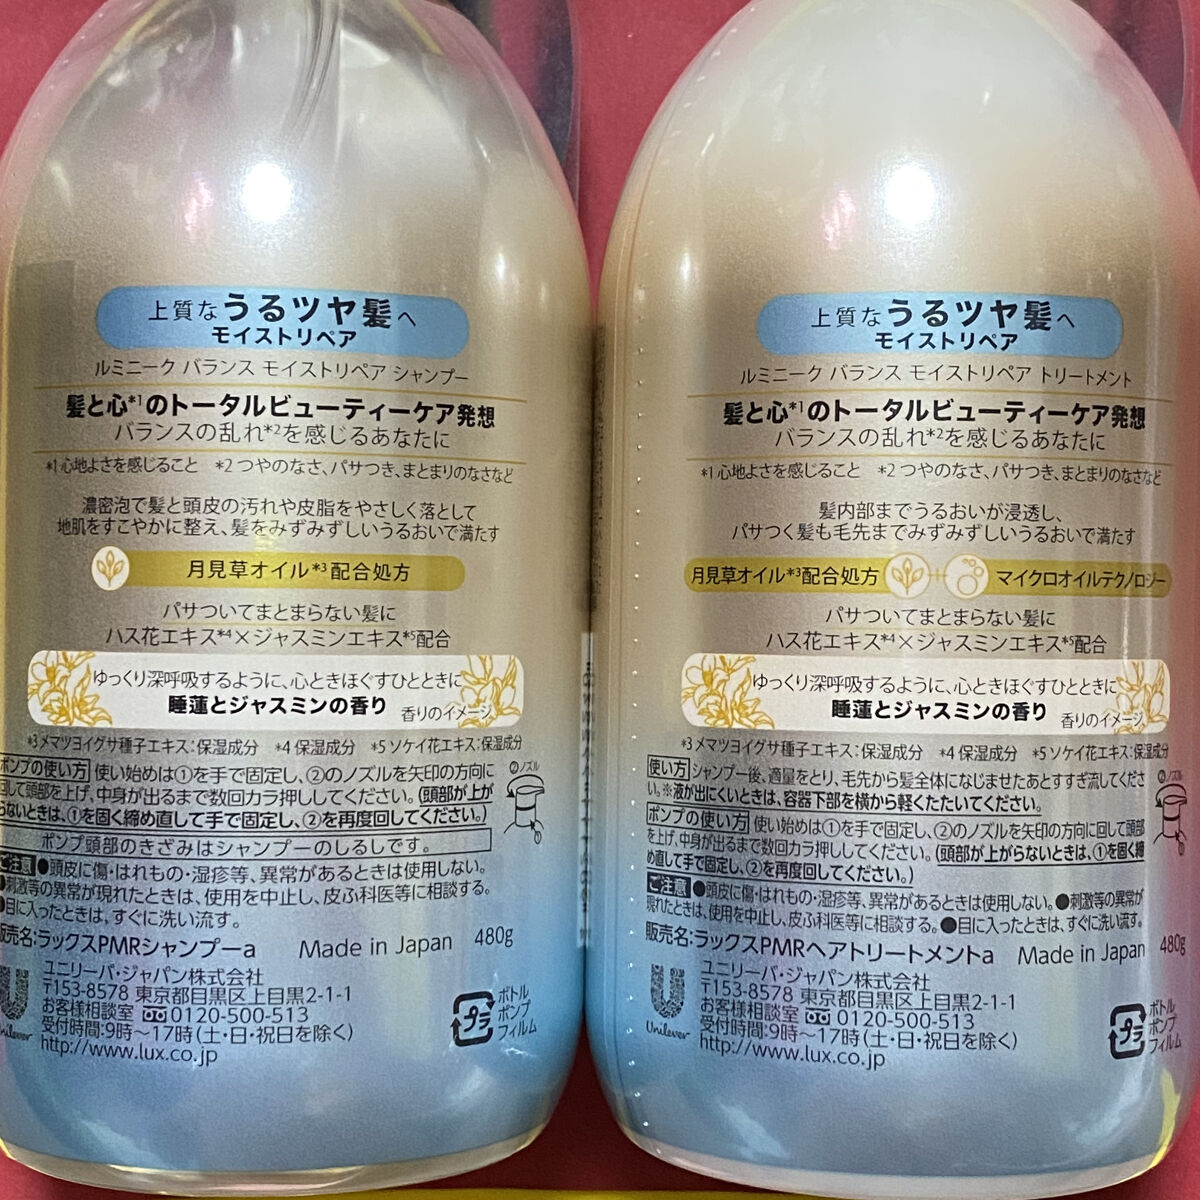 上質なうるツヤ髪へ
モイストリペア
ルミニーク バランス モイストリペア シャンプー
髪と心*1のトータルビューティーケア発想
バランスの乱れ*2を感じるあなたに
*1 心地よさを感じること *2 つやのなさ、パサつき、まとまりのなさなど
濃密泡で髪と頭皮の汚れや皮脂をやさしく落として
地肌をすこやかに整え、髪をみずみずしいうるおいで満たす
月見草オイル*3配合処方
パサついてまとまらない髪に
ハス花エキス*4×ジャスミンエキス*5配合
ゆっくり深呼吸するように、心ときほぐすひとときに
睡蓮とジャスミンの香り 香りのイメージ
*3 メマツヨイグサ種子エキス:保湿成分 *4 保湿成分 *5 ソケイ花エキス:保湿成分
ポンプの使い方 使い始めは①を手で固定し、②のノズルを矢印の方向に
回して頭部を上げ、中身が出るまで数回カラ押ししてください。(頭部が上が
らないときは、①を固く締め直して手で固定し、②を再度回してください。)
②ノズル
ポンプ頭部のきざみはシャンプーのしるしです。
ご注意 ●頭皮に傷・はれもの・湿疹等、異常があるときは使用しない。
●刺激等の異常が現れたときは、使用を中止し、皮ふ科医等に相談する。
●目に入ったときは、すぐに洗い流す。
販売名:ラックスPMRシャンプーa Made in Japan 480g
ユニリーバ・ジャパン株式会社
〒153-8578 東京都目黒区上目黒2-1-1
お客様相談室 0120-500-513
受付時間:9時〜17時(土・日・祝日を除く)
http://www.lux.co.jp
Unilever
プラ
ボトル
ポンプ
フィルム
上質なうるツヤ髪へ
モイストリペア
ルミニーク バランス モイストリペア トリートメント
髪と心*1のトータルビューティーケア発想
バランスの乱れ*2を感じるあなたに
*1 心地よさを感じること *2 つやのなさ、パサつき、まとまりのなさなど
髪内部までうるおいが浸透し、
パサつく髪も毛先までみずみずしいうるおいで満たす
月見草オイル*3配合処方 マイクロオイルテクノロジー
パサついてまとまらない髪に
ハス花エキス*4×ジャスミンエキス*5配合
ゆっくり深呼吸するように、心ときほぐすひとときに
睡蓮とジャスミンの香り 香りのイメージ
*3 メマツヨイグサ種子エキス:保湿成分 *4 保湿成分 *5 ソケイ花エキス:保湿成分
使い方 シャンプー後、適量をとり、毛先から髪全体になじませたあとすすぎ流してくださ
い。※液が出にくいときは、容器下部を横から軽くたたいてください。
ポンプの使い方 使い始めは①を手で固定し、②のノズルを矢印の方向に回して頭部
を上げ、中身が出るまで数回カラ押ししてください。(頭部が上がらないときは、①を固く締
め直して手で固定し、②を再度回してください。)
ご注意 ●頭皮に傷・はれもの・湿疹等、異常があるときは使用しない。●刺激等の異常が
現れたときは、使用を中止し、皮ふ科医等に相談する。●目に入ったときは、すぐに洗い流す。
販売名:ラックスPMRヘアトリートメントa Made in Japan 480g
ユニリーバ・ジャパン株式会社
〒153-8578 東京都目黒区上目黒2-1-1
お客様相談室 0120-500-513
受付時間:9時〜17時(土・日・祝日を除く)
http://www.lux.co.jp
Unilever
プラ
ボトル
ポンプ
フィルム